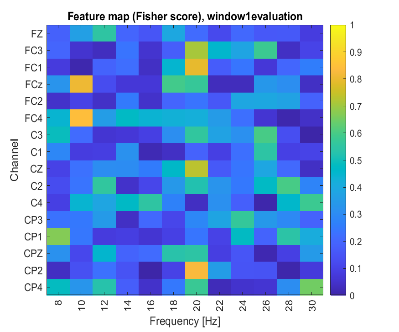 Feature map (Fisher score), window1evaluation
FZ
FC3
FC1
FCz
FC2
FC4
C3
C1
CZ
C2
C4
CP3
CP1
CPZ
CP2
CP4
Channel
8 10 12 14 16 18 20 22 24 26 28 30
Frequency [Hz]
1
0.9
0.8
0.7
0.6
0.5
0.4
0.3
0.2
0.1
0